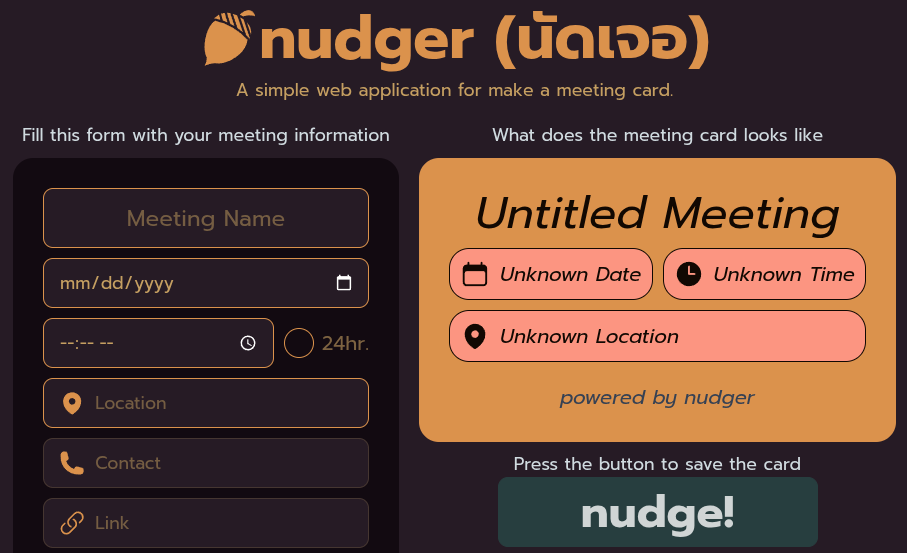 nudger (นัดเจอ)
A simple web application for make a meeting card.
Fill this form with your meeting information
Meeting Name
mm/dd/yyyy
--:-- --
24hr.
Location
Contact
Link
What does the meeting card looks like
Untitled Meeting
Unknown Date
Unknown Time
Unknown Location
powered by nudger
Press the button to save the card
nudge!